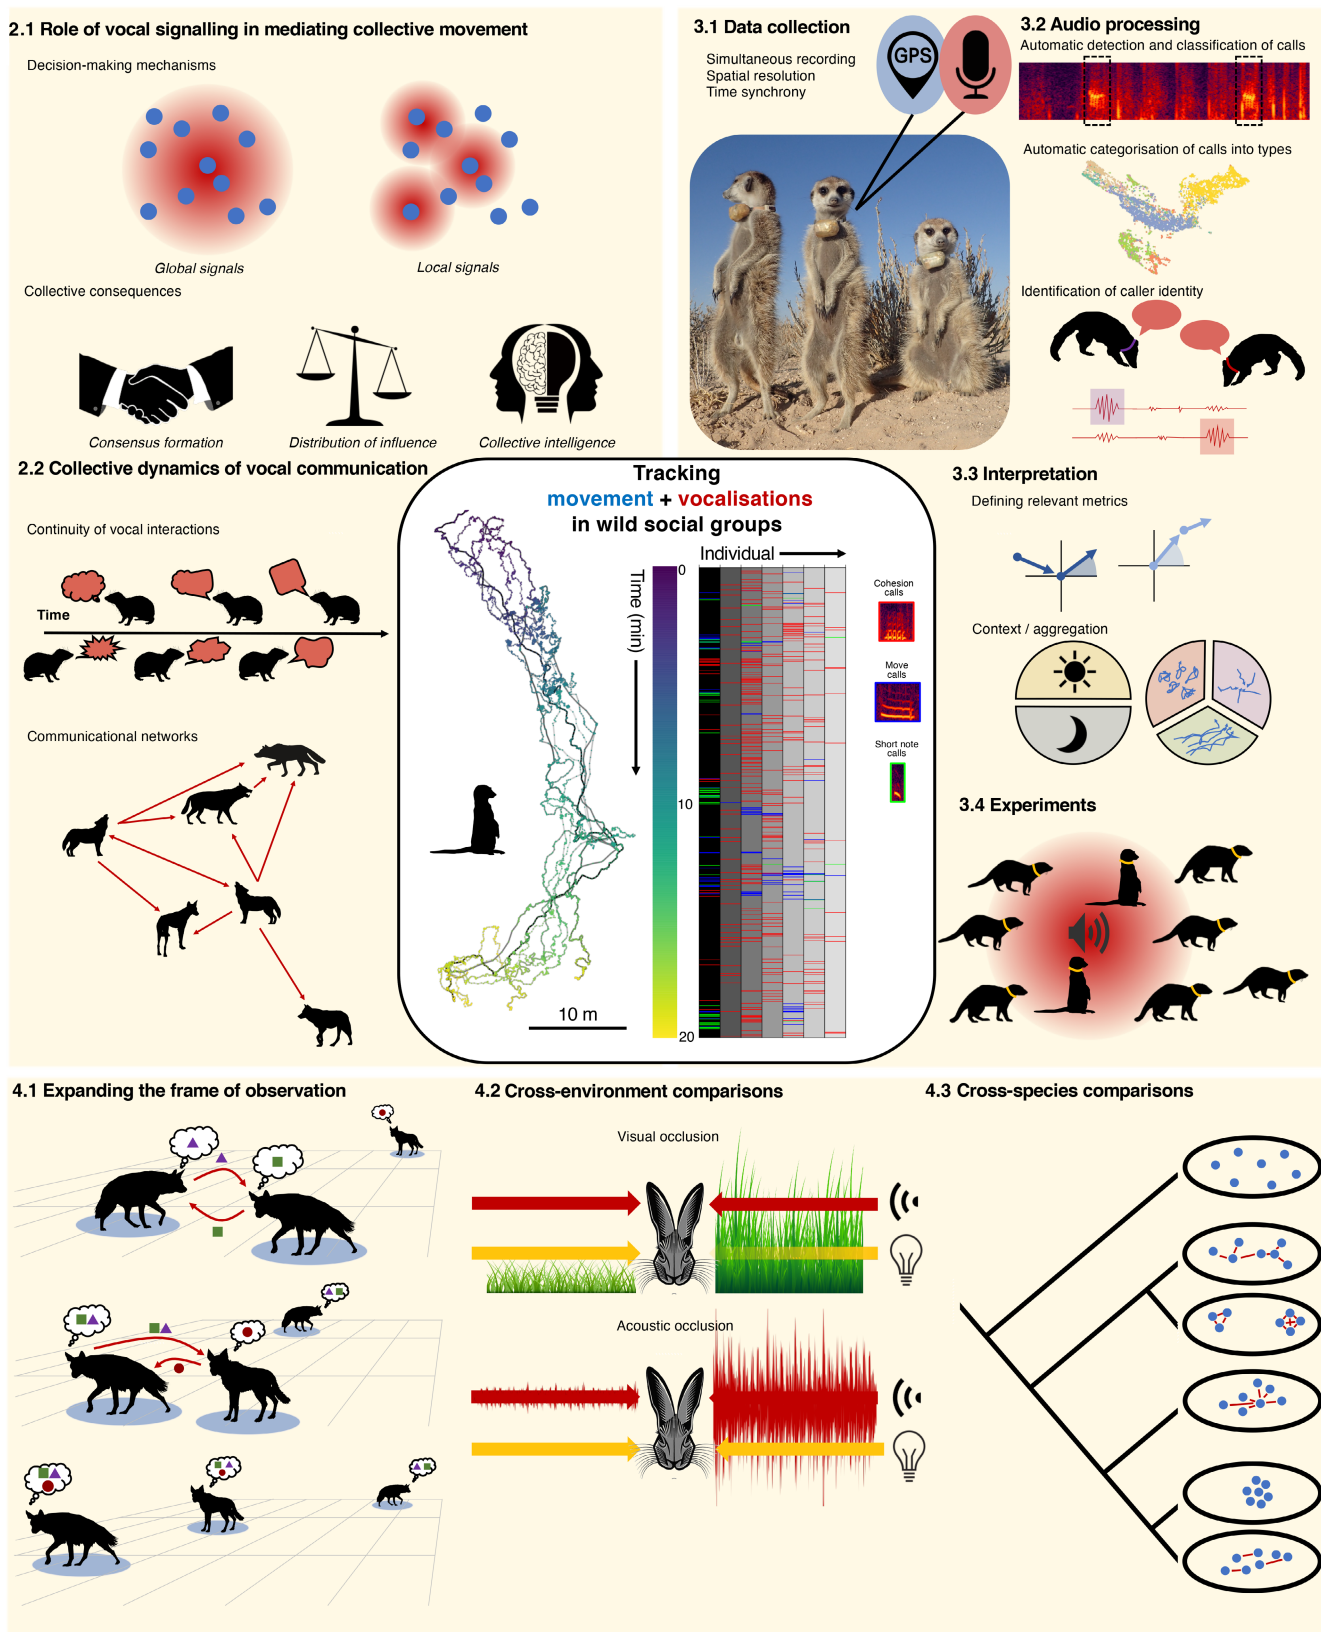 2.1 Role of vocal signalling in mediating collective movement
Decision-making mechanisms
Global signals
Local signals
Collective consequences
Consensus formation
Distribution of influence
Collective intelligence
3.1 Data collection
Simultaneous recording
Spatial resolution
Time synchrony
GPS
3.2 Audio processing
Automatic detection and classification of calls
Automatic categorisation of calls into types
Identification of caller identity
2.2 Collective dynamics of vocal communication
Continuity of vocal interactions
Time
Communicational networks
Tracking
movement + vocalisations
in wild social groups
Individual
Time (min)
0
10
20
10 m
Cohesion
calls
Move
calls
Short note
calls
3.3 Interpretation
Defining relevant metrics
Context / aggregation
3.4 Experiments
4.1 Expanding the frame of observation
4.2 Cross-environment comparisons
Visual occlusion
Acoustic occlusion
4.3 Cross-species comparisons